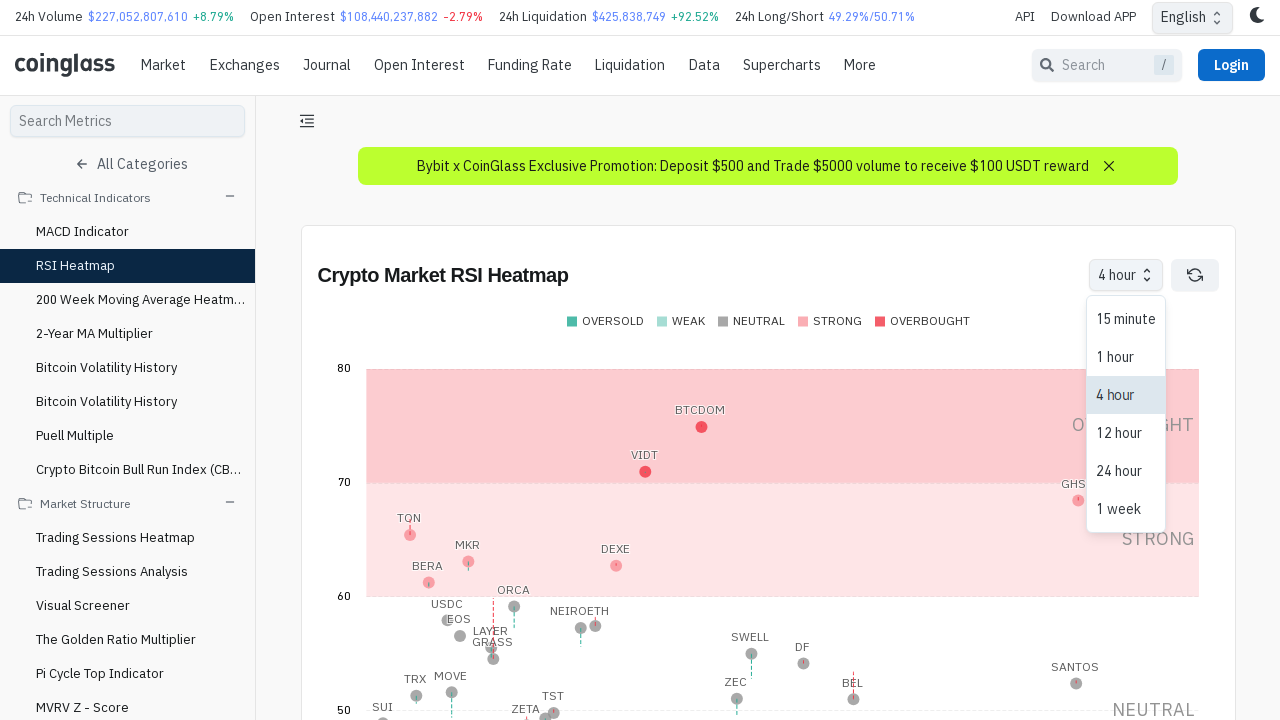 24h Volume $227,052,807,610 +8.79% Open Interest $108,440,237,882 -2.79% 24h Liquidation $425,838,749 +92.52% 24h Long/Short 49.29%/50.71% API Download APP English
coinglass Market Exchanges Journal Open Interest Funding Rate Liquidation Data Supercharts More Search / Login
Search Metrics
All Categories
Technical Indicators
MACD Indicator
RSI Heatmap
200 Week Moving Average Heatm...
2-Year MA Multiplier
Bitcoin Volatility History
Bitcoin Volatility History
Puell Multiple
Crypto Bitcoin Bull Run Index (CB...
Market Structure
Trading Sessions Heatmap
Trading Sessions Analysis
Visual Screener
The Golden Ratio Multiplier
Pi Cycle Top Indicator
MVRV Z - Score
Bybit x CoinGlass Exclusive Promotion: Deposit $500 and Trade $5000 volume to receive $100 USDT reward
Crypto Market RSI Heatmap
4 hour
15 minute
1 hour
4 hour
12 hour
24 hour
1 week
OVERSOLD WEAK NEUTRAL STRONG OVERBOUGHT
80
BTCDOM
VIDT
70
GHS
TON
STRONG
MKR
DEXE
BERA
ORCA
60
USDC
NEIROETH
EOS
LAYER
GRASS
SWELL
DF
SANTOS
TRX
MOVE
ZEC
BEL
TST
SUI
ZETA
50
NEUTRAL